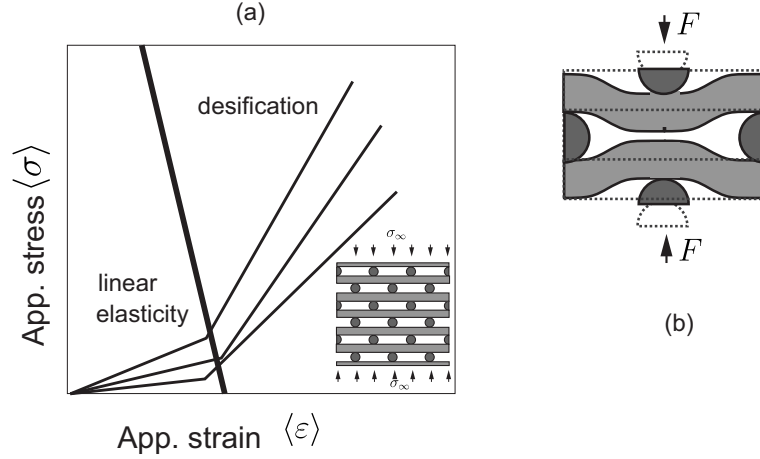 (a)
F
desification
App. stress ⟨σ⟩
σ∞
linear
elasticity
F
(b)
σ∞
App. strain ⟨ε⟩